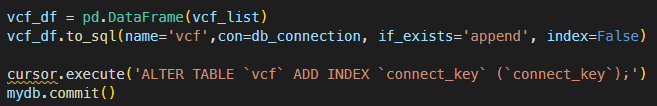 vcf_df = pd.DataFrame(vcf_list)
vcf_df.to_sql(name='vcf',con=db_connection, if_exists='append', index=False)
cursor.execute('ALTER TABLE `vcf` ADD INDEX `connect_key` (`connect_key`);')
mydb.commit()